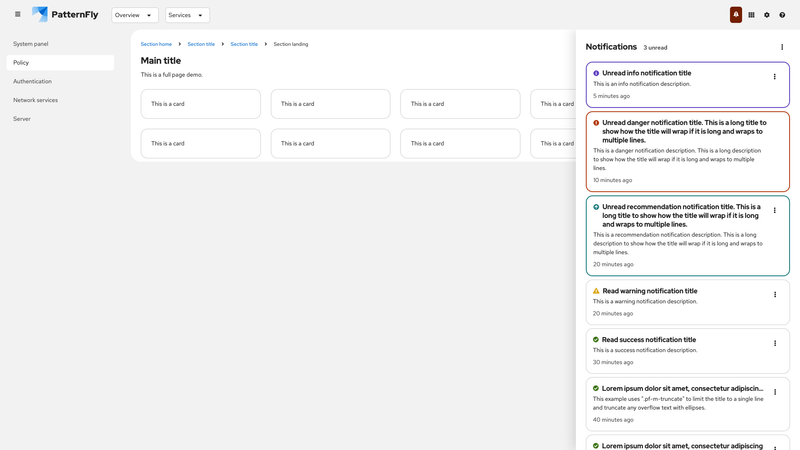 PatternFly
Overview
Services
System panel
Policy
Authentication
Network services
Server
Section home
Section title
Section title
Section landing
Main title
This is a full page demo.
This is a card
This is a card
This is a card
This is a card
This is a card
This is a card
This is a card
This is a card
Notifications 3 unread
Unread info notification title
This is an info notification description.
5 minutes ago
Unread danger notification title. This is a long title to
show how the title will wrap if it is long and wraps to
multiple lines.
This is a danger notification description. This is a long description
to show how the title will wrap if it is long and wraps to multiple
lines.
10 minutes ago
Unread recommendation notification title. This is a
long title to show how the title will wrap if it is long
and wraps to multiple lines.
This is a recommendation notification description. This is a long
description to show how the title will wrap if it is long and wraps to
multiple lines.
20 minutes ago
Read warning notification title
This is a warning notification description.
20 minutes ago
Read success notification title
This is a success notification description.
30 minutes ago
Lorem ipsum dolor sit amet, consectetur adipiscin...
This example uses ".pf-m-truncate" to limit the title to a single line
and truncate any overflow text with ellipses.
40 minutes ago
Lorem ipsum dolor sit amet, consectetur adipiscing